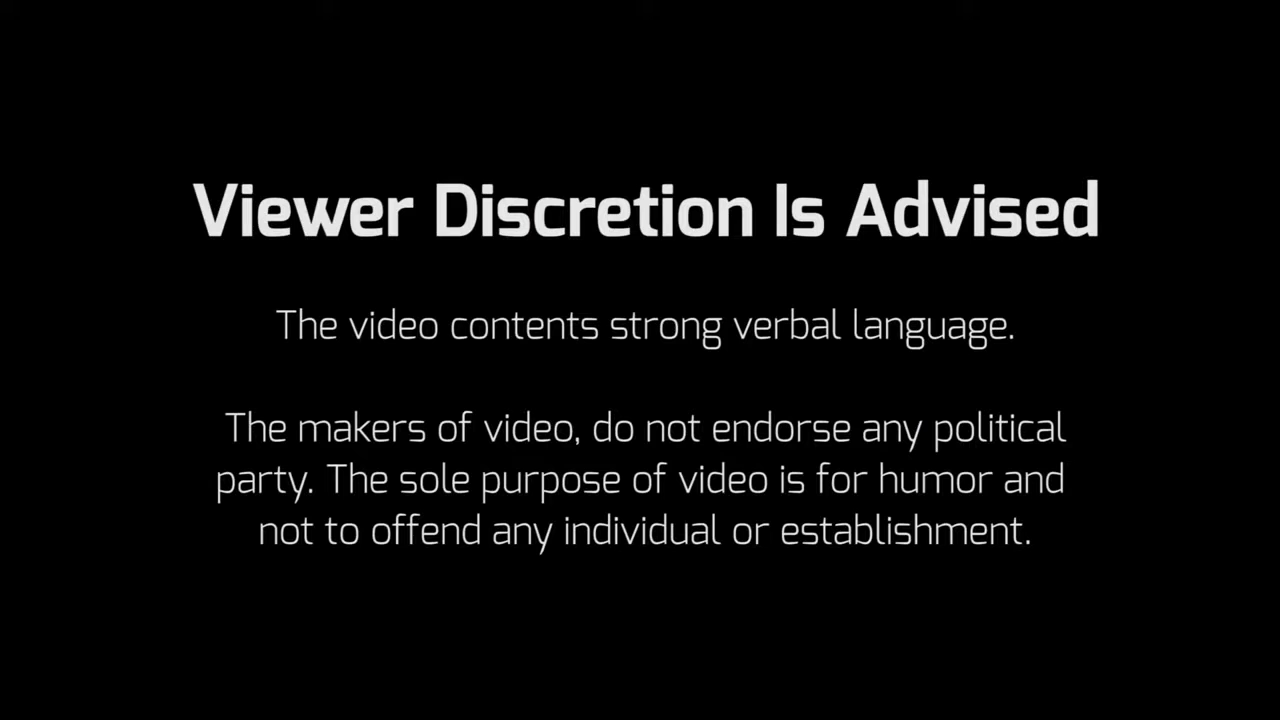 Viewer Discretion Is Advised
The video contents strong verbal language.
The makers of video, do not endorse any political
party. The sole purpose of video is for humor and
not to offend any individual or establishment.